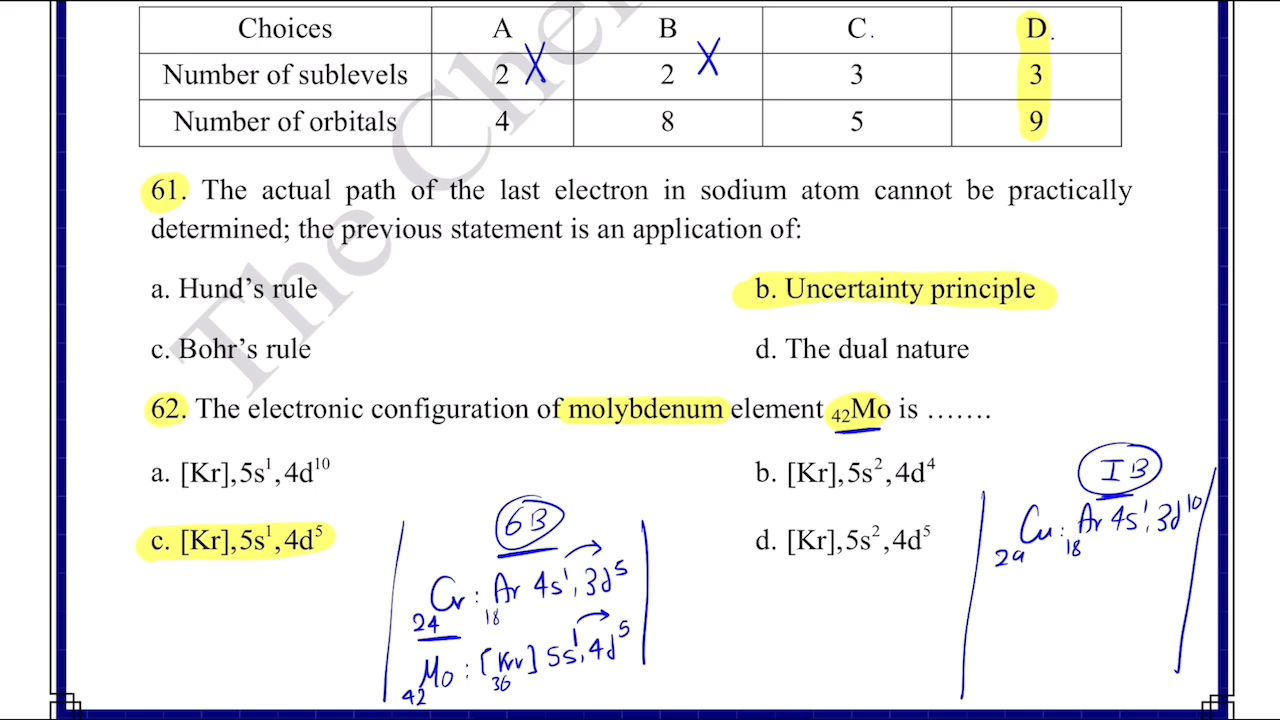 Choices A B C. D.
Number of sublevels 2 X 2 X 3 3
Number of orbitals 4 8 5 9
The Chem
61. The actual path of the last electron in sodium atom cannot be practically
determined; the previous statement is an application of:
a. Hund’s rule b. Uncertainty principle
c. Bohr’s rule d. The dual nature
62. The electronic configuration of molybdenum element ₄₂Mo is …….
a. [Kr],5s¹,4d¹⁰ b. [Kr],5s²,4d⁴
c. [Kr],5s¹,4d⁵ d. [Kr],5s²,4d⁵
6B
₂₄Cr : ₁₈Ar 4s¹, 3d⁵
₄₂Mo : [₃₆Kr] 5s¹, 4d⁵
IB
₂₉Cu : ₁₈Ar 4s¹, 3d¹⁰